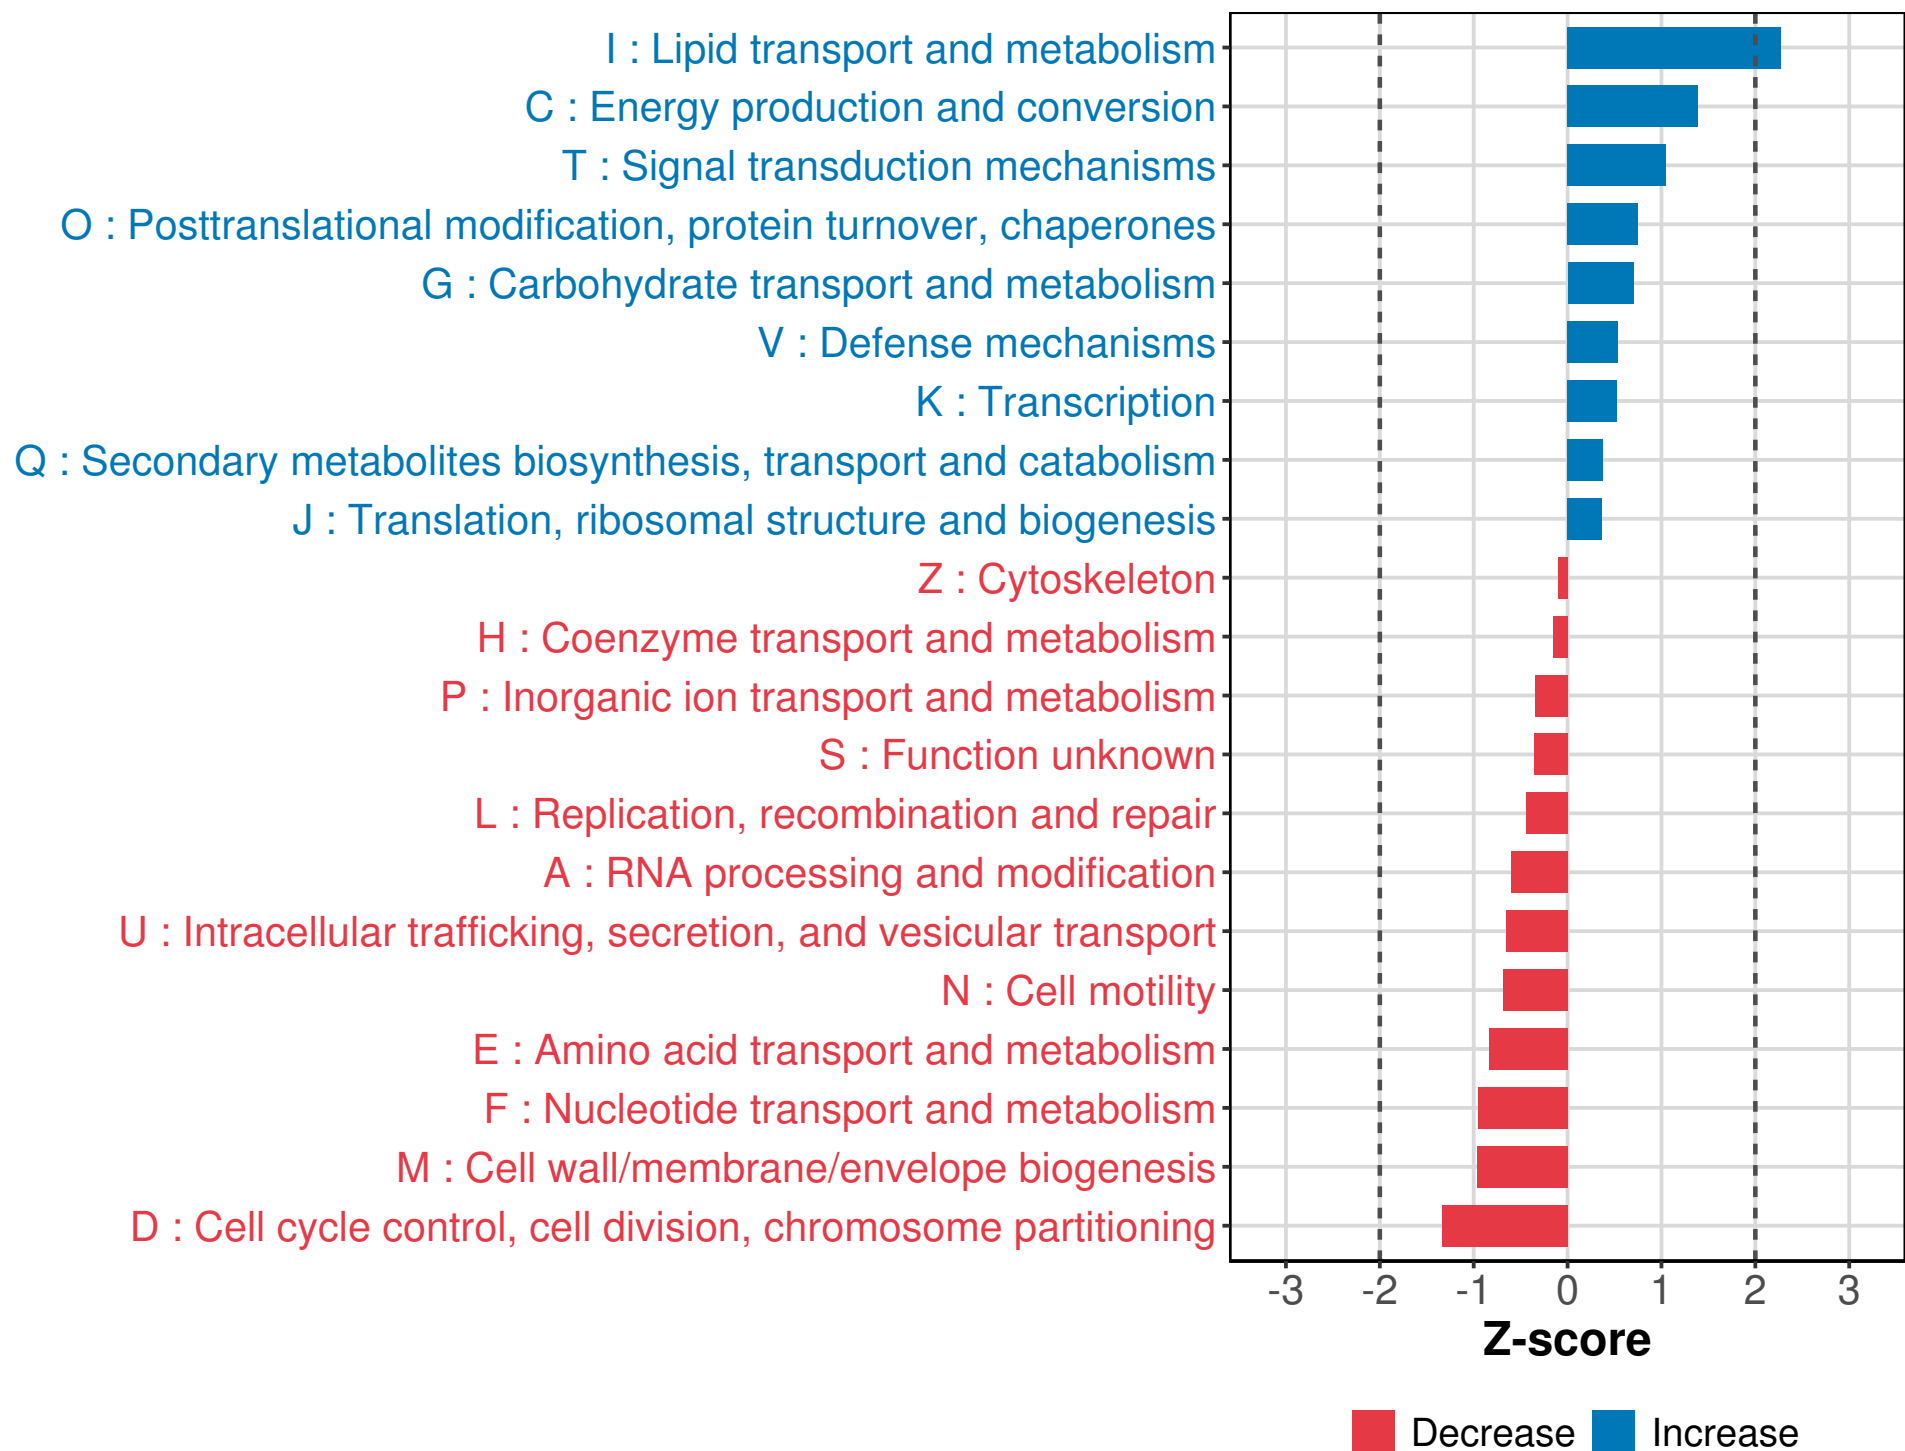 I : Lipid transport and metabolism
C : Energy production and conversion
T : Signal transduction mechanisms
O : Posttranslational modification, protein turnover, chaperones
G : Carbohydrate transport and metabolism
V : Defense mechanisms
K : Transcription
Q : Secondary metabolites biosynthesis, transport and catabolism
J : Translation, ribosomal structure and biogenesis
Z : Cytoskeleton
H : Coenzyme transport and metabolism
P : Inorganic ion transport and metabolism
S : Function unknown
L : Replication, recombination and repair
A : RNA processing and modification
U : Intracellular trafficking, secretion, and vesicular transport
N : Cell motility
E : Amino acid transport and metabolism
F : Nucleotide transport and metabolism
M : Cell wall/membrane/envelope biogenesis
D : Cell cycle control, cell division, chromosome partitioning
-3 -2 -1 0 1 2 3
Z-score
Decrease Increase